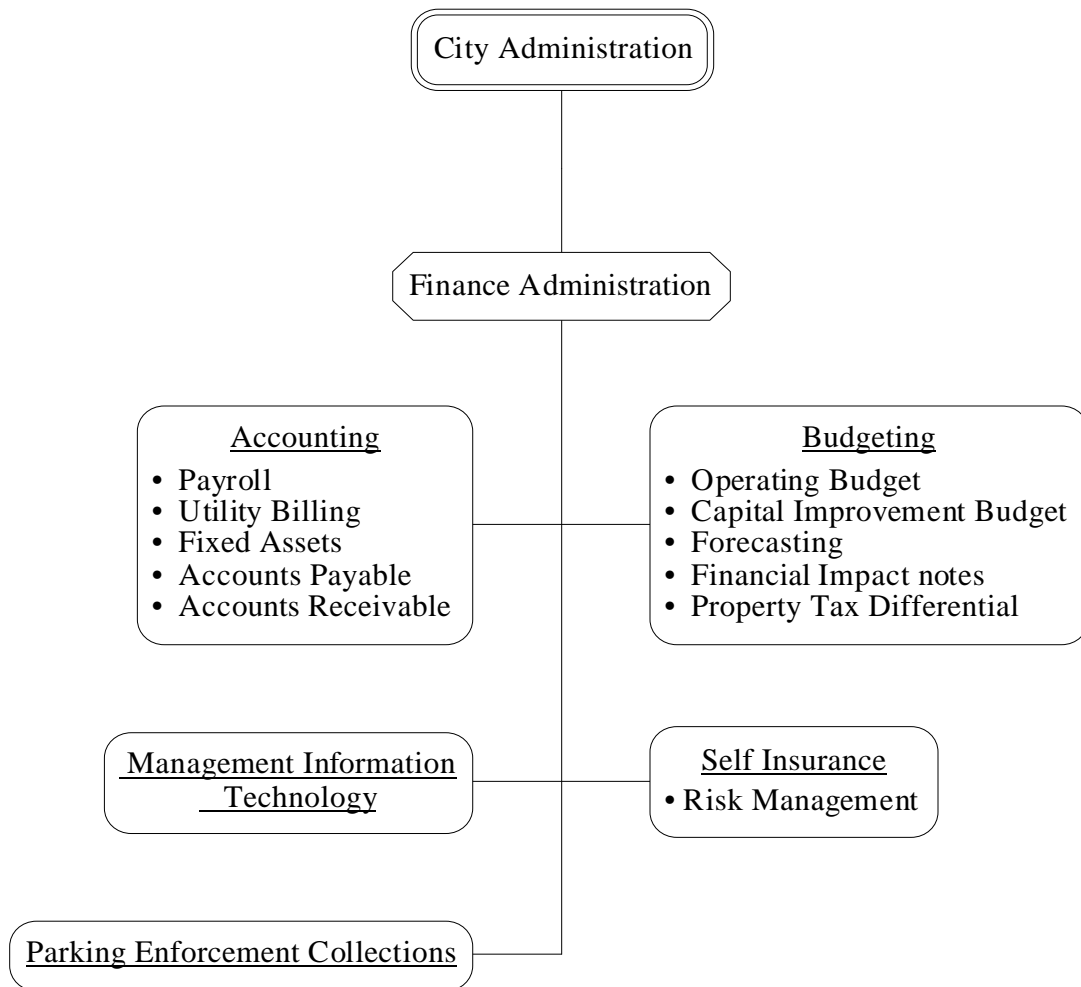 City Administration
Finance Administration
Accounting
• Payroll
• Utility Billing
• Fixed Assets
• Accounts Payable
• Accounts Receivable
Budgeting
• Operating Budget
• Capital Improvement Budget
• Forecasting
• Financial Impact notes
• Property Tax Differential
Management Information
Technology
Self Insurance
• Risk Management
Parking Enforcement Collections